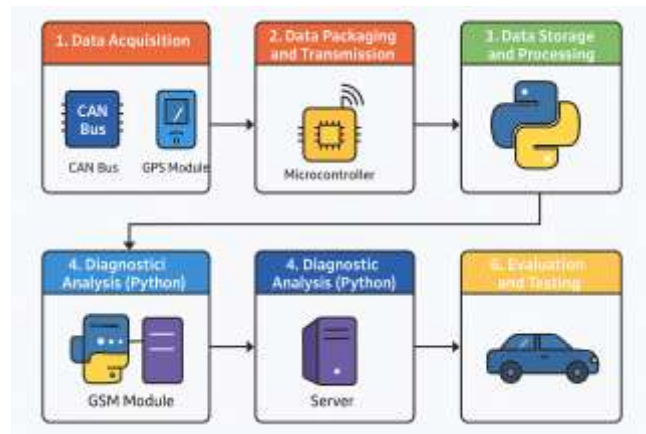 1. Data Acquisition
CAN
Bus
CAN Bus
GPS Module
2. Data Packaging
and Transmission
Microcontroller
3. Data Storage
and Processing
4. Diagnostici
Analysis (Python)
GSM Module
4. Diagnostic
Analysis (Python)
Server
6. Evaluation
and Testing